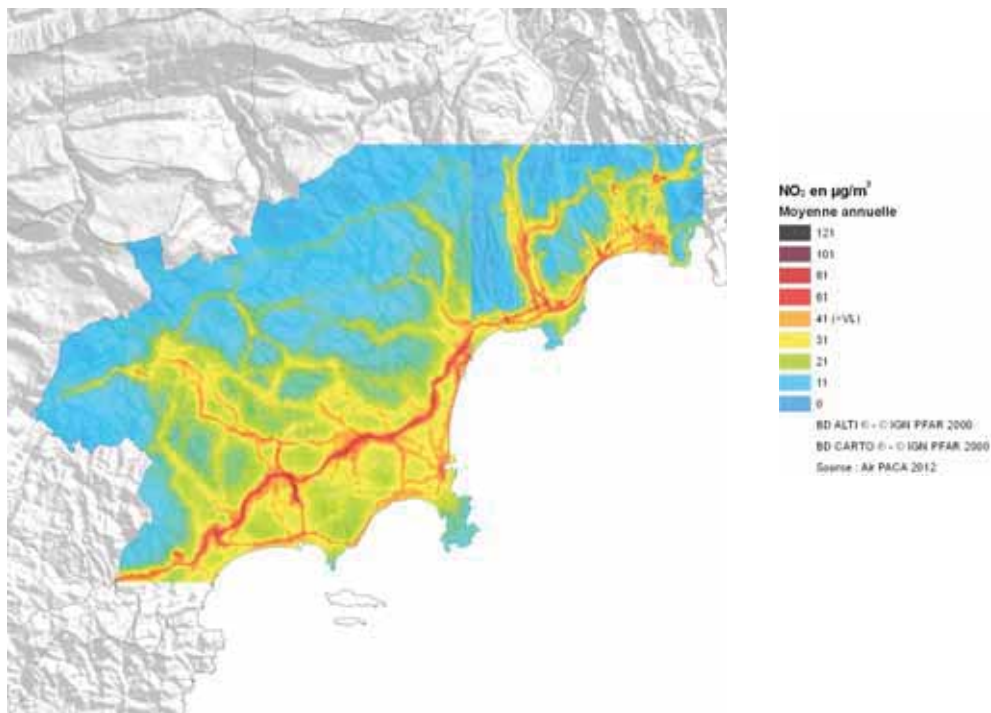 NO₂ en µg/m³
Moyenne annuelle
121
101
81
61
41 (=VL)
31
21
11
0
BD ALTI ® - © IGN PFAR 2000
BD CARTO ® - © IGN PFAR 2000
Source : Air PACA 2012